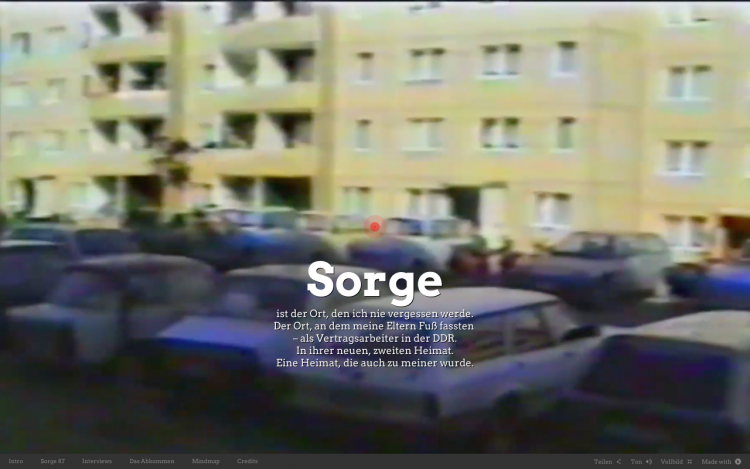 Sorge
ist der Ort, den ich nie vergessen werde.
Der Ort, an dem meine Eltern Fuß fassten
– als Vertragsarbeiter in der DDR.
In ihrer neuen, zweiten Heimat.
Eine Heimat, die auch zu meiner wurde.
Intro Sorge 87 Interviews Das Abkommen Mindmap Credits Teilen Ton Vollbild Made with